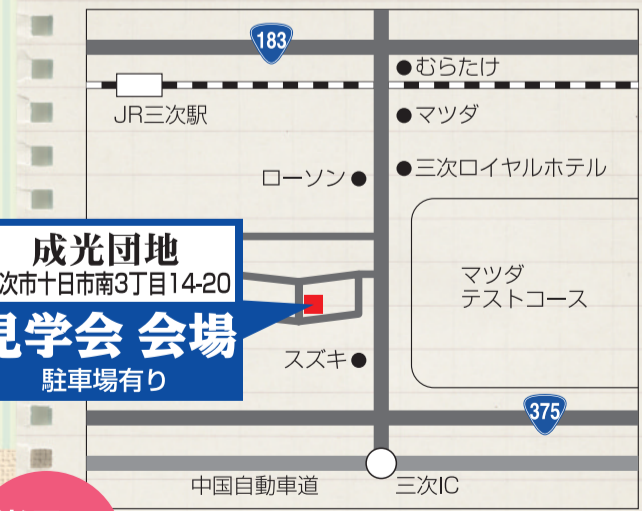 183
むらたけ
JR三次駅
マツダ
ローソン
三次ロイヤルホテル
成光団地
次市十日市南3丁目14-20
見学会 会場
駐車場有り
マツダ
テストコース
スズキ
375
中国自動車道
三次IC